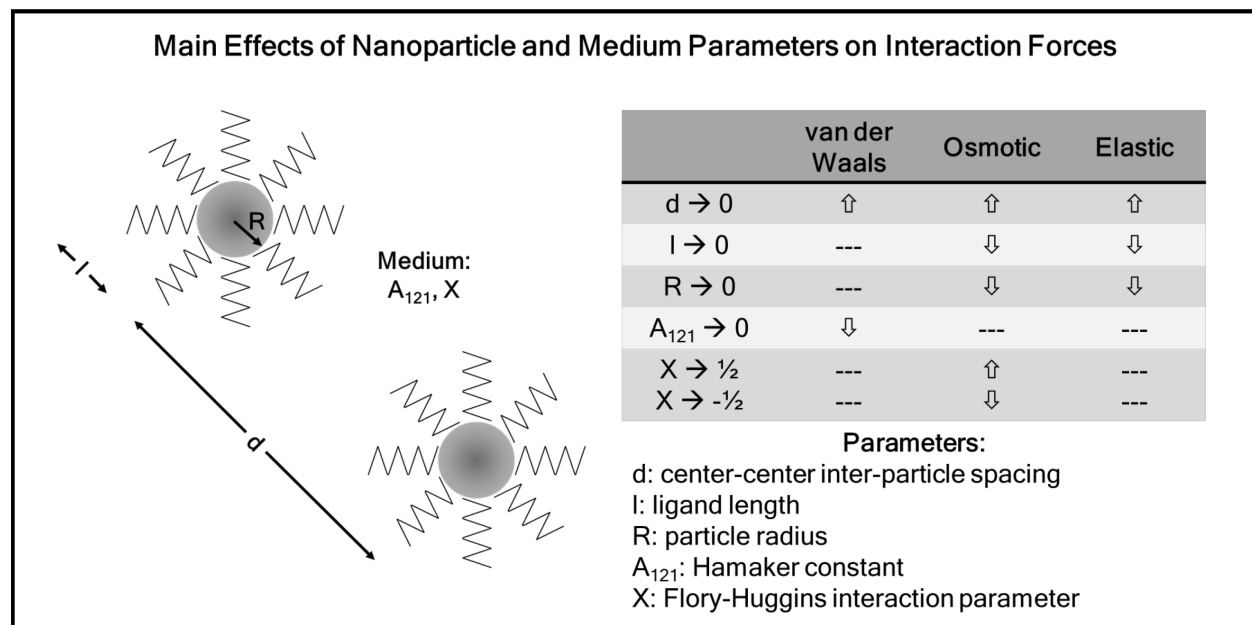 Main Effects of Nanoparticle and Medium Parameters on Interaction Forces
R
l
d
Medium:
A₁₂₁, X
van der Waals Osmotic Elastic
d → 0 ⇧ ⇧ ⇧
l → 0 --- ⇩ ⇩
R → 0 --- ⇩ ⇩
A₁₂₁ → 0 ⇩ --- ---
X → ½ --- ⇧ ---
X → -½ --- ⇩ ---
Parameters:
d: center-center inter-particle spacing
l: ligand length
R: particle radius
A₁₂₁: Hamaker constant
X: Flory-Huggins interaction parameter